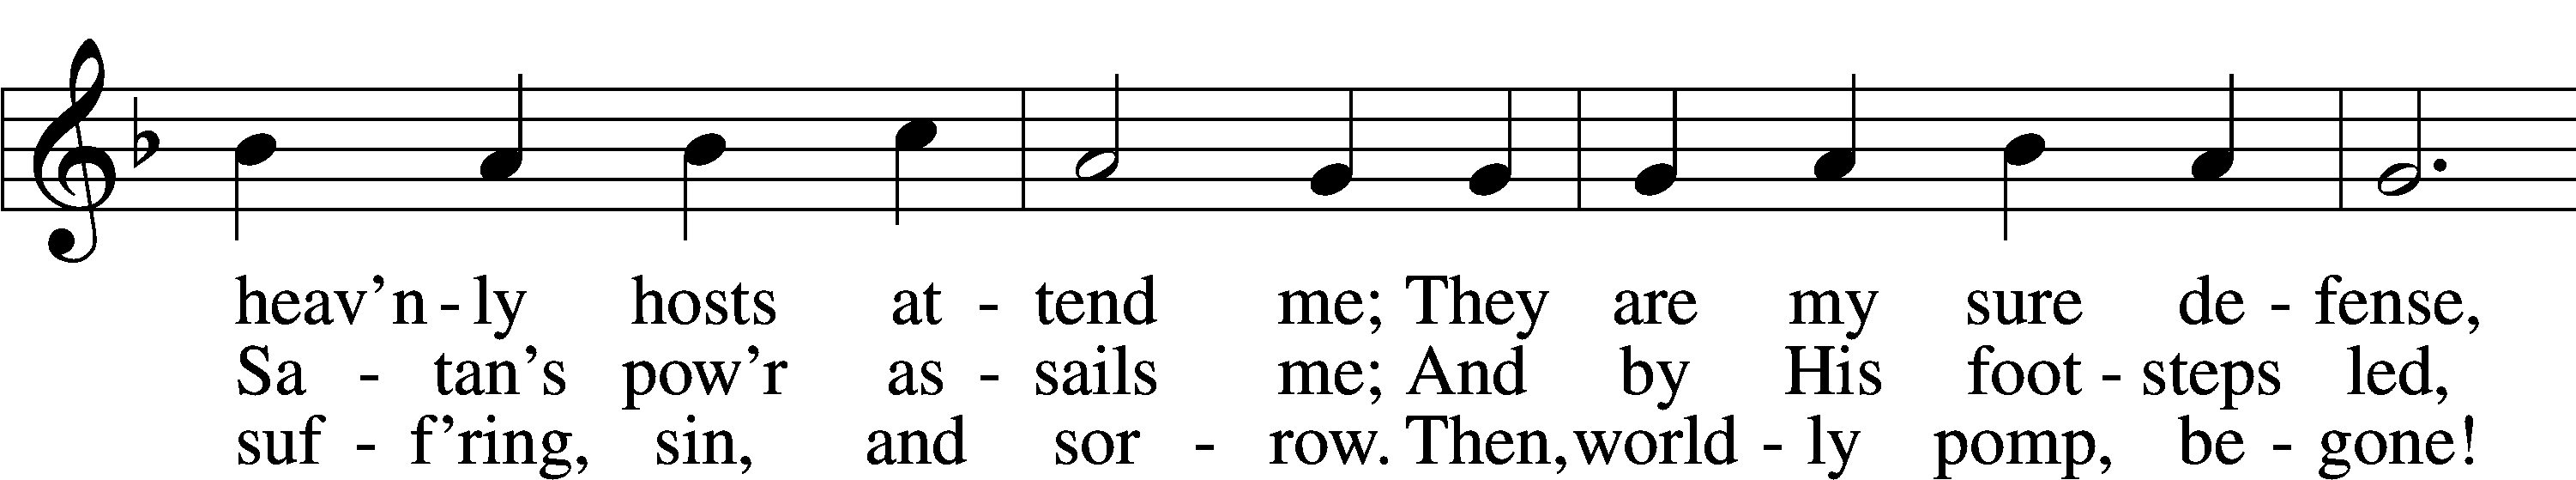 heav’n - ly hosts at - tend me; They are my sure de - fense,
Sa - tan’s pow’r as - sails me; And by His foot - steps led,
suf - f’ring, sin, and sor - row. Then, world - ly pomp, be - gone!